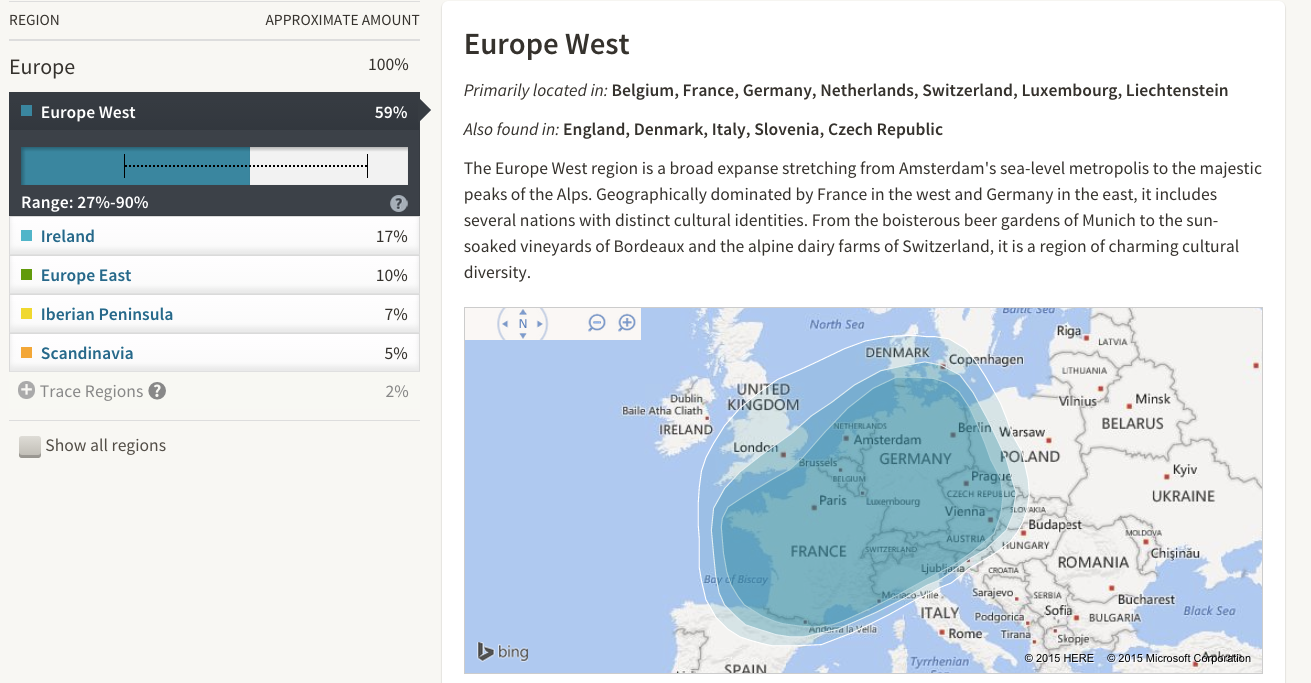 REGION APPROXIMATE AMOUNT
Europe 100%
Europe West 59%
Range: 27%-90% ?
Ireland 17%
Europe East 10%
Iberian Peninsula 7%
Scandinavia 5%
Trace Regions ? 2%
Show all regions
Europe West
Primarily located in: Belgium, France, Germany, Netherlands, Switzerland, Luxembourg, Liechtenstein
Also found in: England, Denmark, Italy, Slovenia, Czech Republic
The Europe West region is a broad expanse stretching from Amsterdam's sea-level metropolis to the majestic
peaks of the Alps. Geographically dominated by France in the west and Germany in the east, it includes
several nations with distinct cultural identities. From the boisterous beer gardens of Munich to the sun-
soaked vineyards of Bordeaux and the alpine dairy farms of Switzerland, it is a region of charming cultural
diversity.
N
North Sea
Baltic Sea
Riga
LATVIA
DENMARK
Copenhagen
LITHUANIA
UNITED
KINGDOM
Vilnius
Minsk
Dublin
Baile Atha Cliath
IRELAND
BELARUS
NETHERLANDS
Berlin
Warsaw
Amsterdam
London
POLAND
GERMANY
Brussels
Kyiv
BELGIUM
Prague
CZECH REPUBLIC
UKRAINE
Paris
Luxembourg
Vienna
SLOVAKIA
Budapest
MOLDOVA
AUSTRIA
HUNGARY
Chişinău
FRANCE
SWITZERLAND
ROMANIA
Ljubljana
CROATIA
Bay of Biscay
Monaco-Ville
Sarajevo
SERBIA
Bucharest
ITALY
Sofia
Black Sea
Podgorica
BULGARIA
Andorra la Vella
Rome
Tirana
Skopje
bing
SPAIN
Tyrrhenian
Sea
Ankara
© 2015 HERE © 2015 Microsoft Corporation